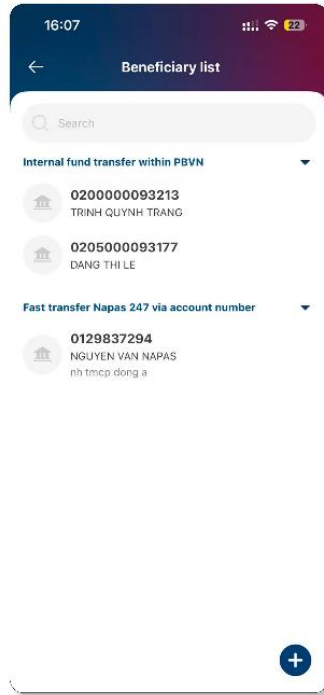 16:07
22
Beneficiary list
Search
Internal fund transfer within PBVN
0200000093213
TRINH QUYNH TRANG
0205000093177
DANG THI LE
Fast transfer Napas 247 via account number
0129837294
NGUYEN VAN NAPAS
nh tmcp dong a